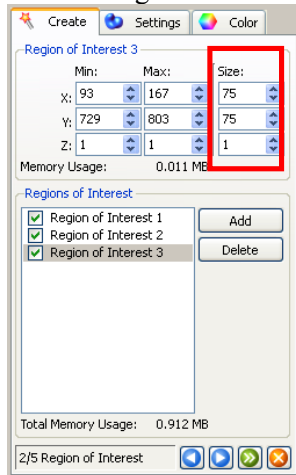 Create Settings Color
Region of Interest 3
Min: Max: Size:
X: 93 167 75
Y: 729 803 75
Z: 1 1 1
Memory Usage: 0.011 MB
Regions of Interest
Region of Interest 1 Add
Region of Interest 2
Region of Interest 3 Delete
Total Memory Usage: 0.912 MB
2/5 Region of Interest